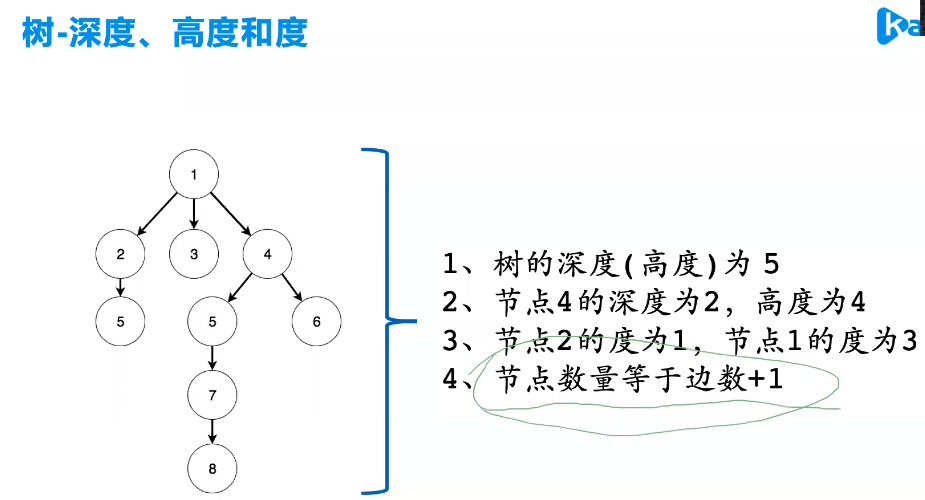 树-深度、高度和度
ka
1
2
3
4
5
5
6
7
8
1、树的深度(高度)为 5
2、节点4的深度为2，高度为4
3、节点2的度为1，节点1的度为3
4、节点数量等于边数+1